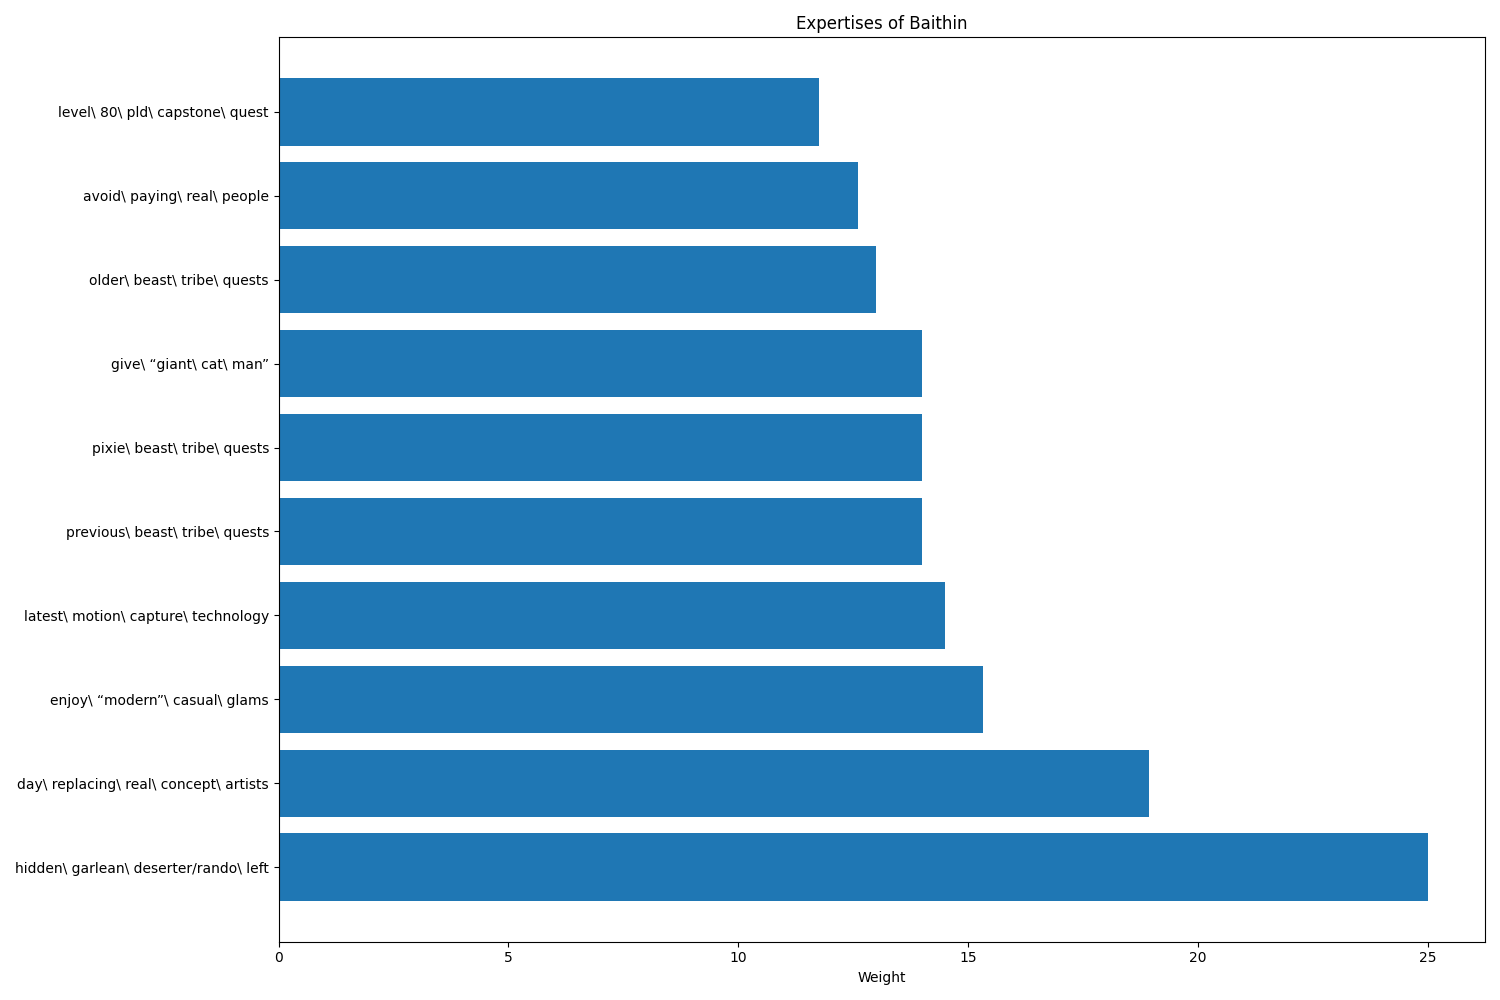 Expertises of Baithin
level\ 80\ pld\ capstone\ quest
avoid\ paying\ real\ people
older\ beast\ tribe\ quests
give\ “giant\ cat\ man”
pixie\ beast\ tribe\ quests
previous\ beast\ tribe\ quests
latest\ motion\ capture\ technology
enjoy\ “modern”\ casual\ glams
day\ replacing\ real\ concept\ artists
hidden\ garlean\ deserter/rando\ left
0 5 10 15 20 25
Weight